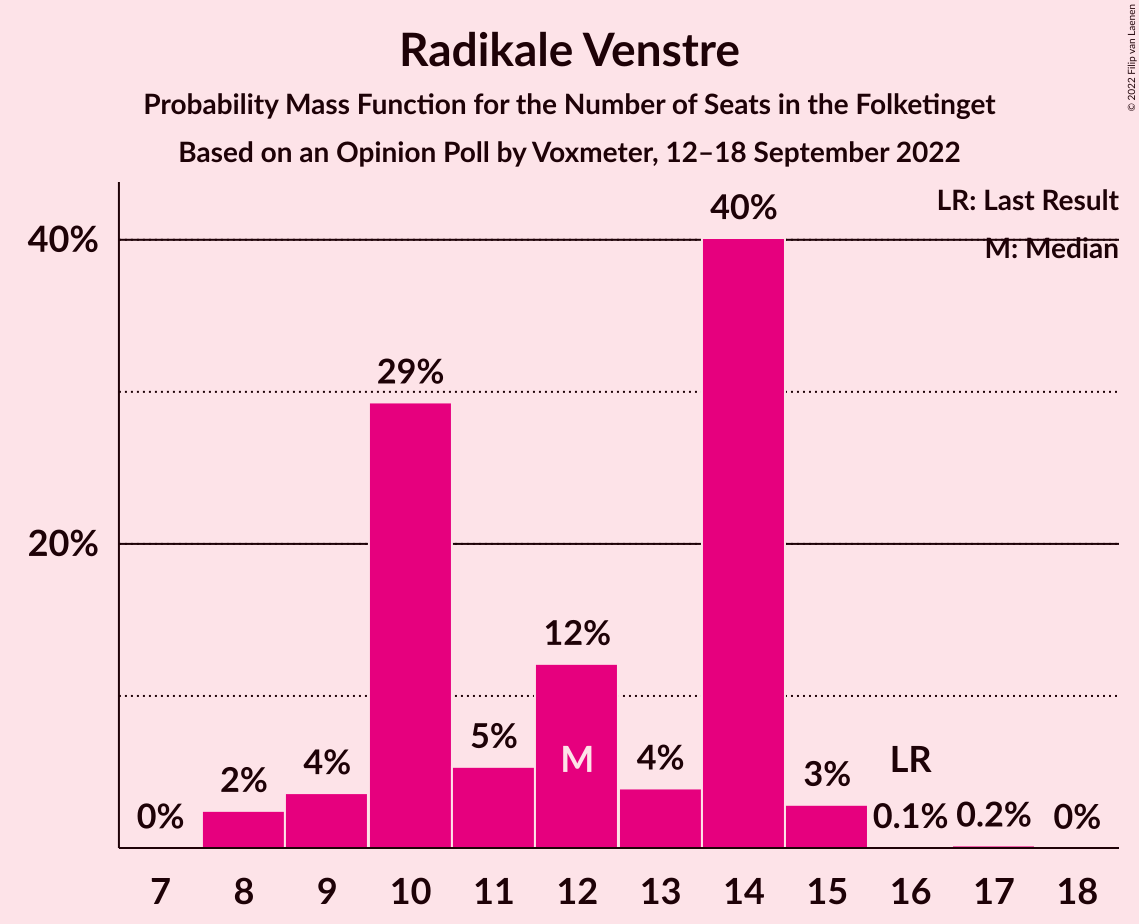 Radikale Venstre
Probability Mass Function for the Number of Seats in the Folketinget
Based on an Opinion Poll by Voxmeter, 12–18 September 2022
© 2022 Filip van Laenen
LR: Last Result
M: Median
40%
20%
0%
2%
4%
29%
5%
12%
M
4%
40%
3%
LR
0.1%
0.2%
0%
7 8 9 10 11 12 13 14 15 16 17 18